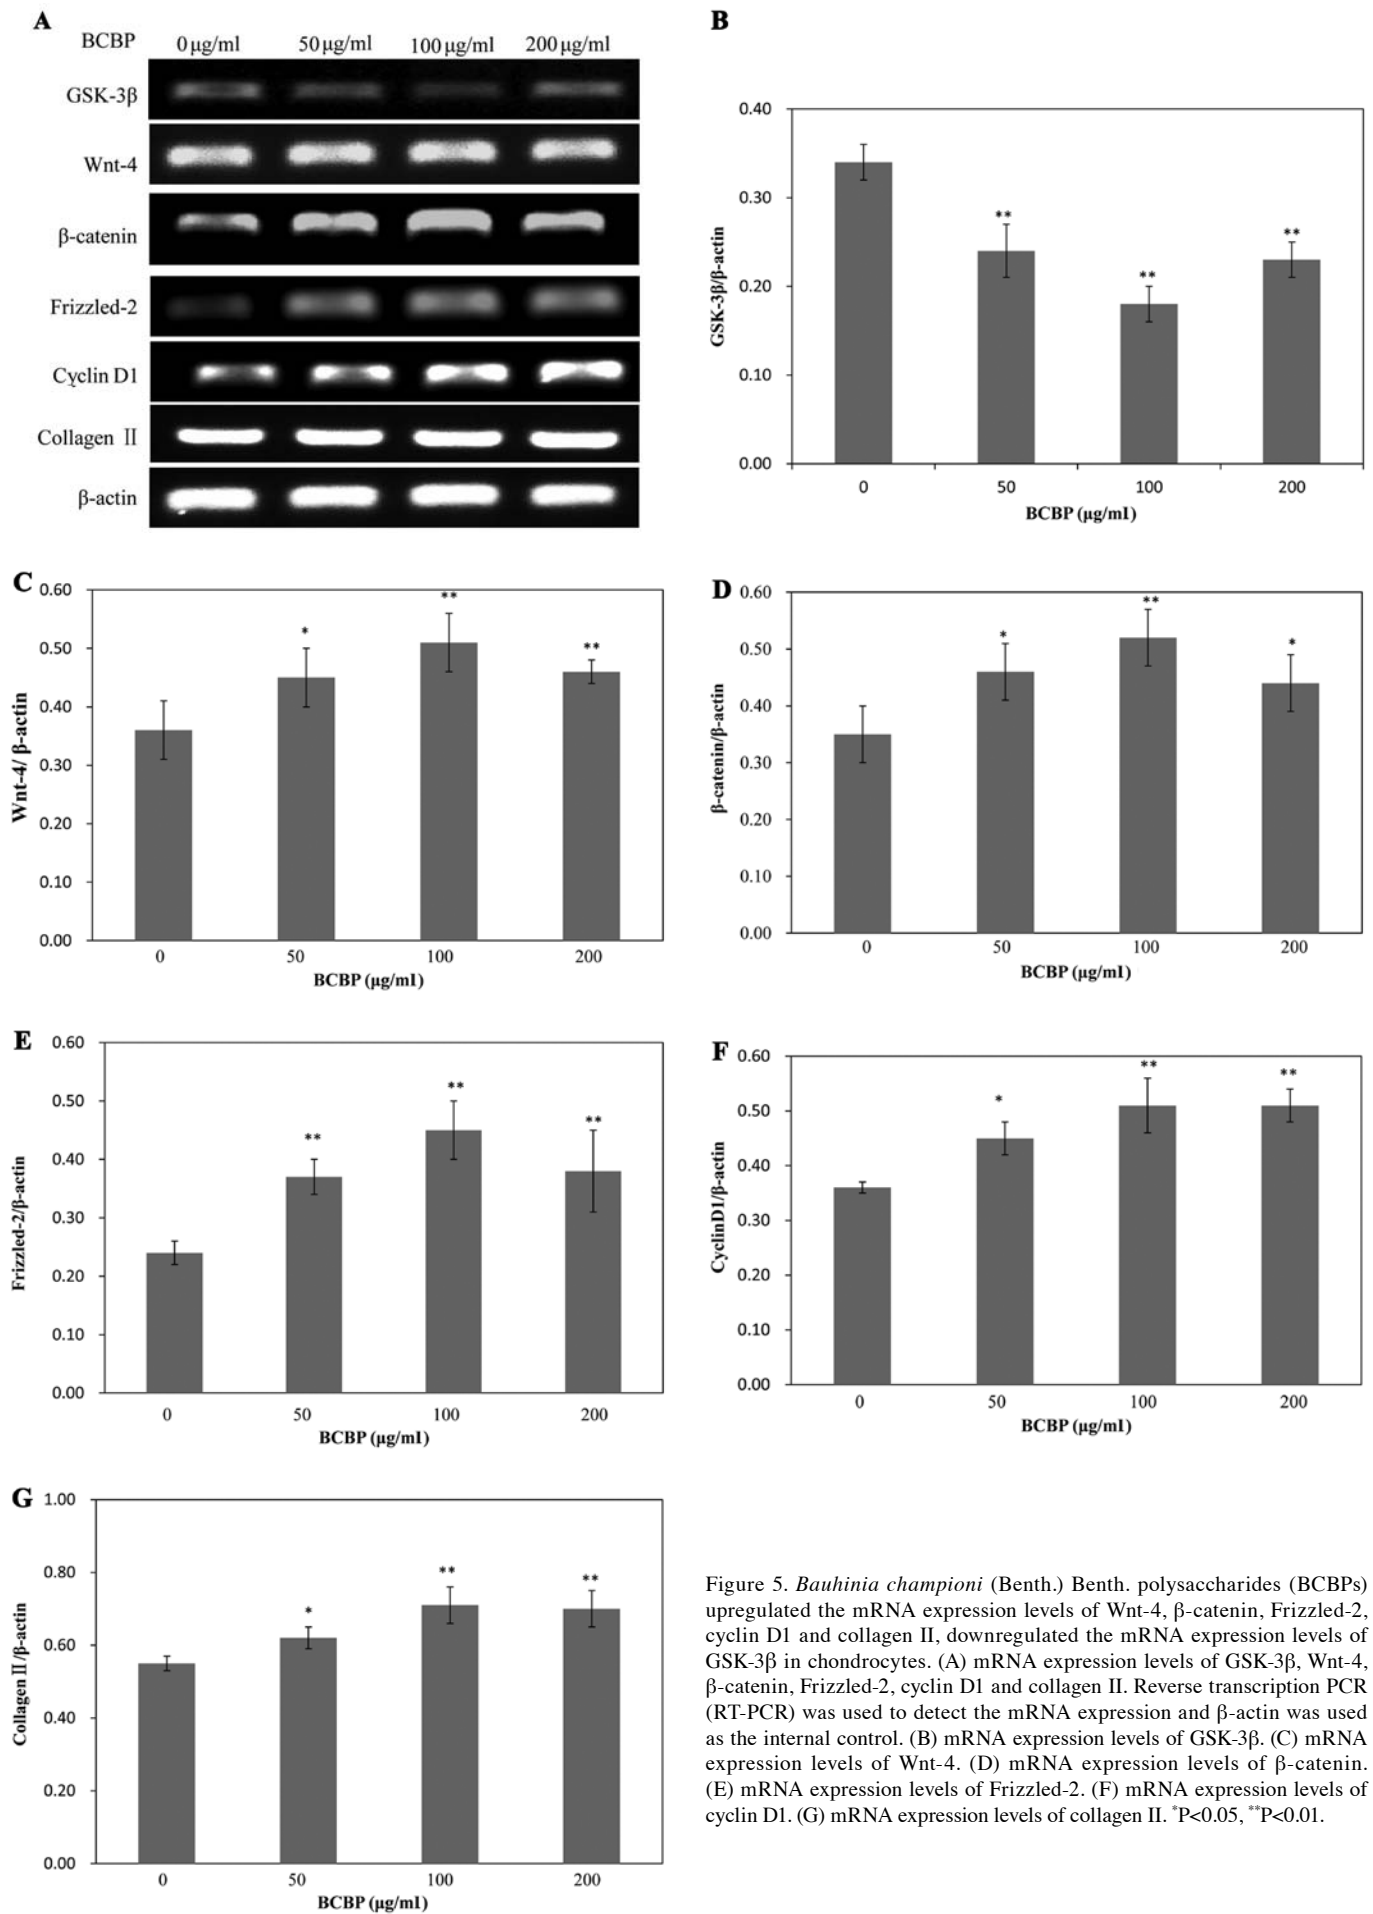 A
BCBP 0 μg/ml 50 μg/ml 100 μg/ml 200 μg/ml
GSK-3β
Wnt-4
β-catenin
Frizzled-2
Cyclin D1
Collagen Ⅱ
β-actin
B
GSK-3β/β-actin
0.40
0.30
0.20
0.10
0.00
**
**
**
0 50 100 200
BCBP (μg/ml)
C
Wnt-4/ β-actin
0.60
0.50
0.40
0.30
0.20
0.10
0.00
*
**
**
0 50 100 200
BCBP (μg/ml)
D
β-catenin/β-actin
0.60
0.50
0.40
0.30
0.20
0.10
0.00
*
**
*
0 50 100 200
BCBP (μg/ml)
E
Frizzled-2/β-actin
0.60
0.50
0.40
0.30
0.20
0.10
0.00
**
**
**
0 50 100 200
BCBP (μg/ml)
F
CyclinD1/β-actin
0.60
0.50
0.40
0.30
0.20
0.10
0.00
*
**
**
0 50 100 200
BCBP (μg/ml)
G
Collagen Ⅱ/β-actin
1.00
0.80
0.60
0.40
0.20
0.00
*
**
**
0 50 100 200
BCBP (μg/ml)
Figure 5. Bauhinia championi (Benth.) Benth. polysaccharides (BCBPs)
upregulated the mRNA expression levels of Wnt-4, β-catenin, Frizzled-2,
cyclin D1 and collagen II, downregulated the mRNA expression levels of
GSK-3β in chondrocytes. (A) mRNA expression levels of GSK-3β, Wnt-4,
β-catenin, Frizzled-2, cyclin D1 and collagen II. Reverse transcription PCR
(RT-PCR) was used to detect the mRNA expression and β-actin was used
as the internal control. (B) mRNA expression levels of GSK-3β. (C) mRNA
expression levels of Wnt-4. (D) mRNA expression levels of β-catenin.
(E) mRNA expression levels of Frizzled-2. (F) mRNA expression levels of
cyclin D1. (G) mRNA expression levels of collagen II. *P<0.05, **P<0.01.